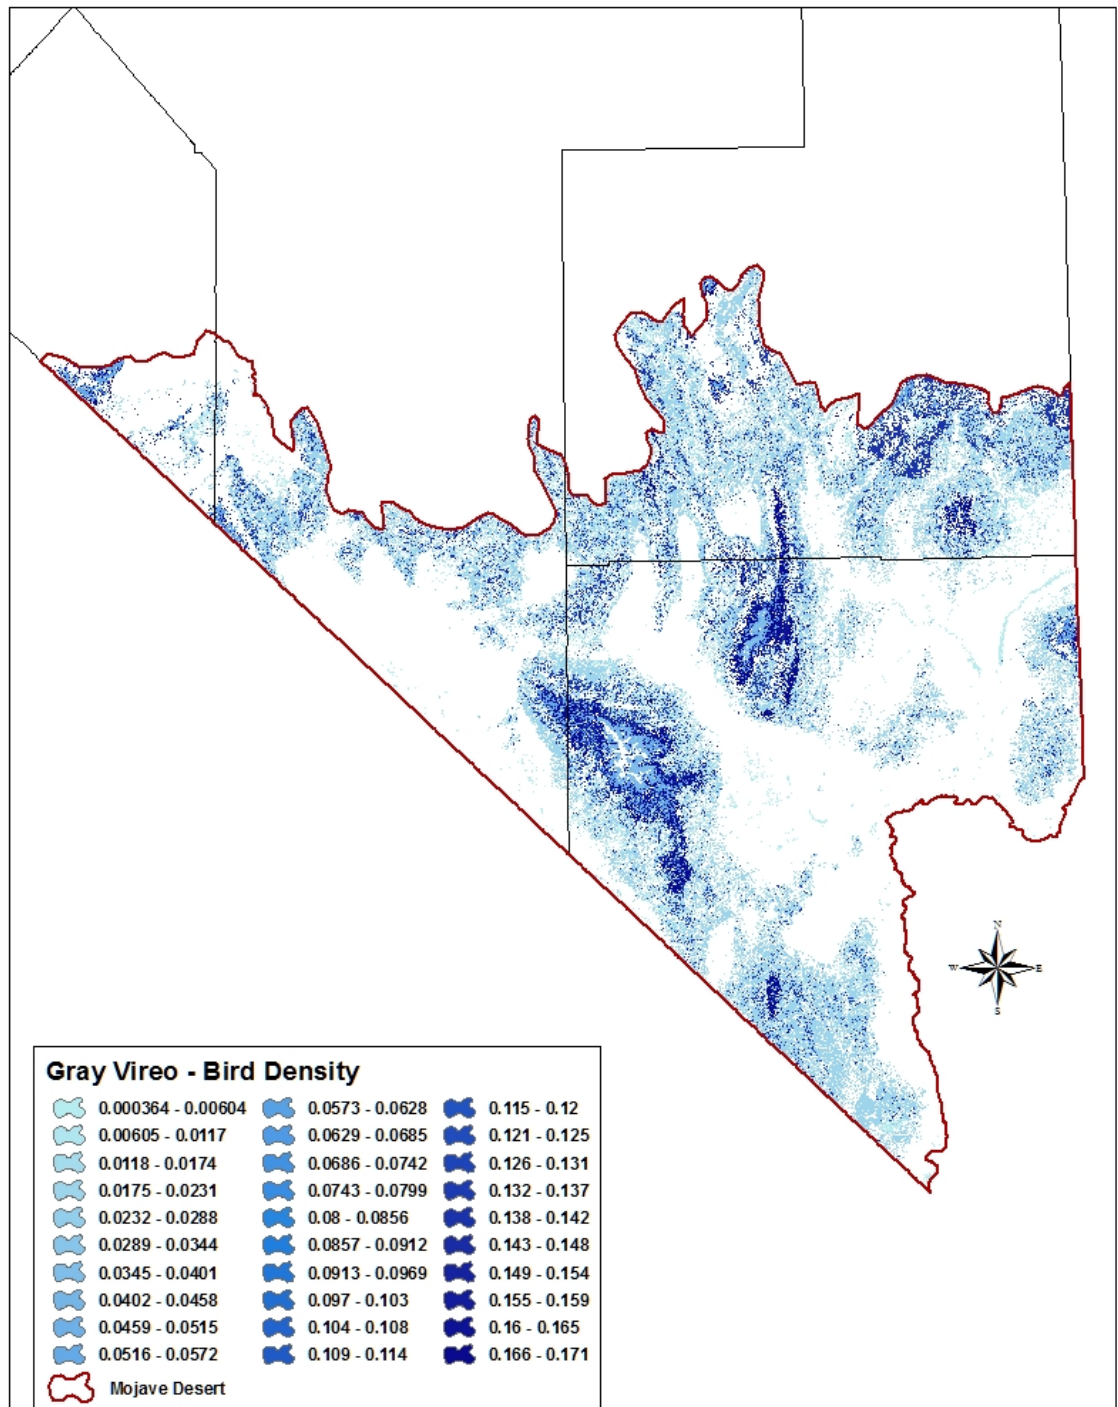 N
W E
S
Gray Vireo - Bird Density
0.000364 - 0.00604 0.0573 - 0.0628 0.115 - 0.12
0.00605 - 0.0117 0.0629 - 0.0685 0.121 - 0.125
0.0118 - 0.0174 0.0686 - 0.0742 0.126 - 0.131
0.0175 - 0.0231 0.0743 - 0.0799 0.132 - 0.137
0.0232 - 0.0288 0.08 - 0.0856 0.138 - 0.142
0.0289 - 0.0344 0.0857 - 0.0912 0.143 - 0.148
0.0345 - 0.0401 0.0913 - 0.0969 0.149 - 0.154
0.0402 - 0.0458 0.097 - 0.103 0.155 - 0.159
0.0459 - 0.0515 0.104 - 0.108 0.16 - 0.165
0.0516 - 0.0572 0.109 - 0.114 0.166 - 0.171
Mojave Desert